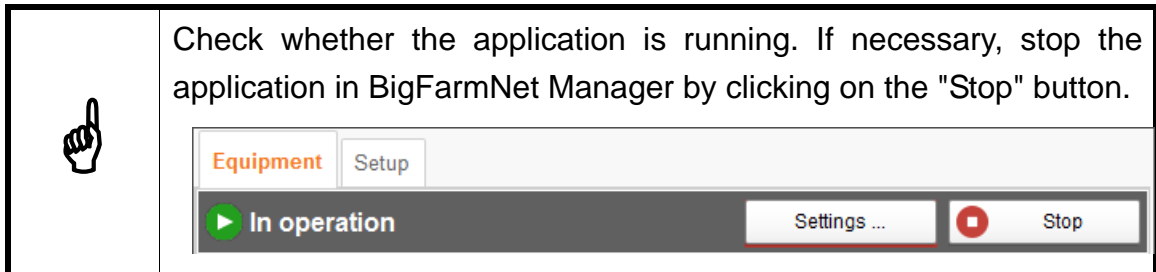 Check whether the application is running. If necessary, stop the
application in BigFarmNet Manager by clicking on the "Stop" button.
Equipment Setup
In operation Settings ... Stop